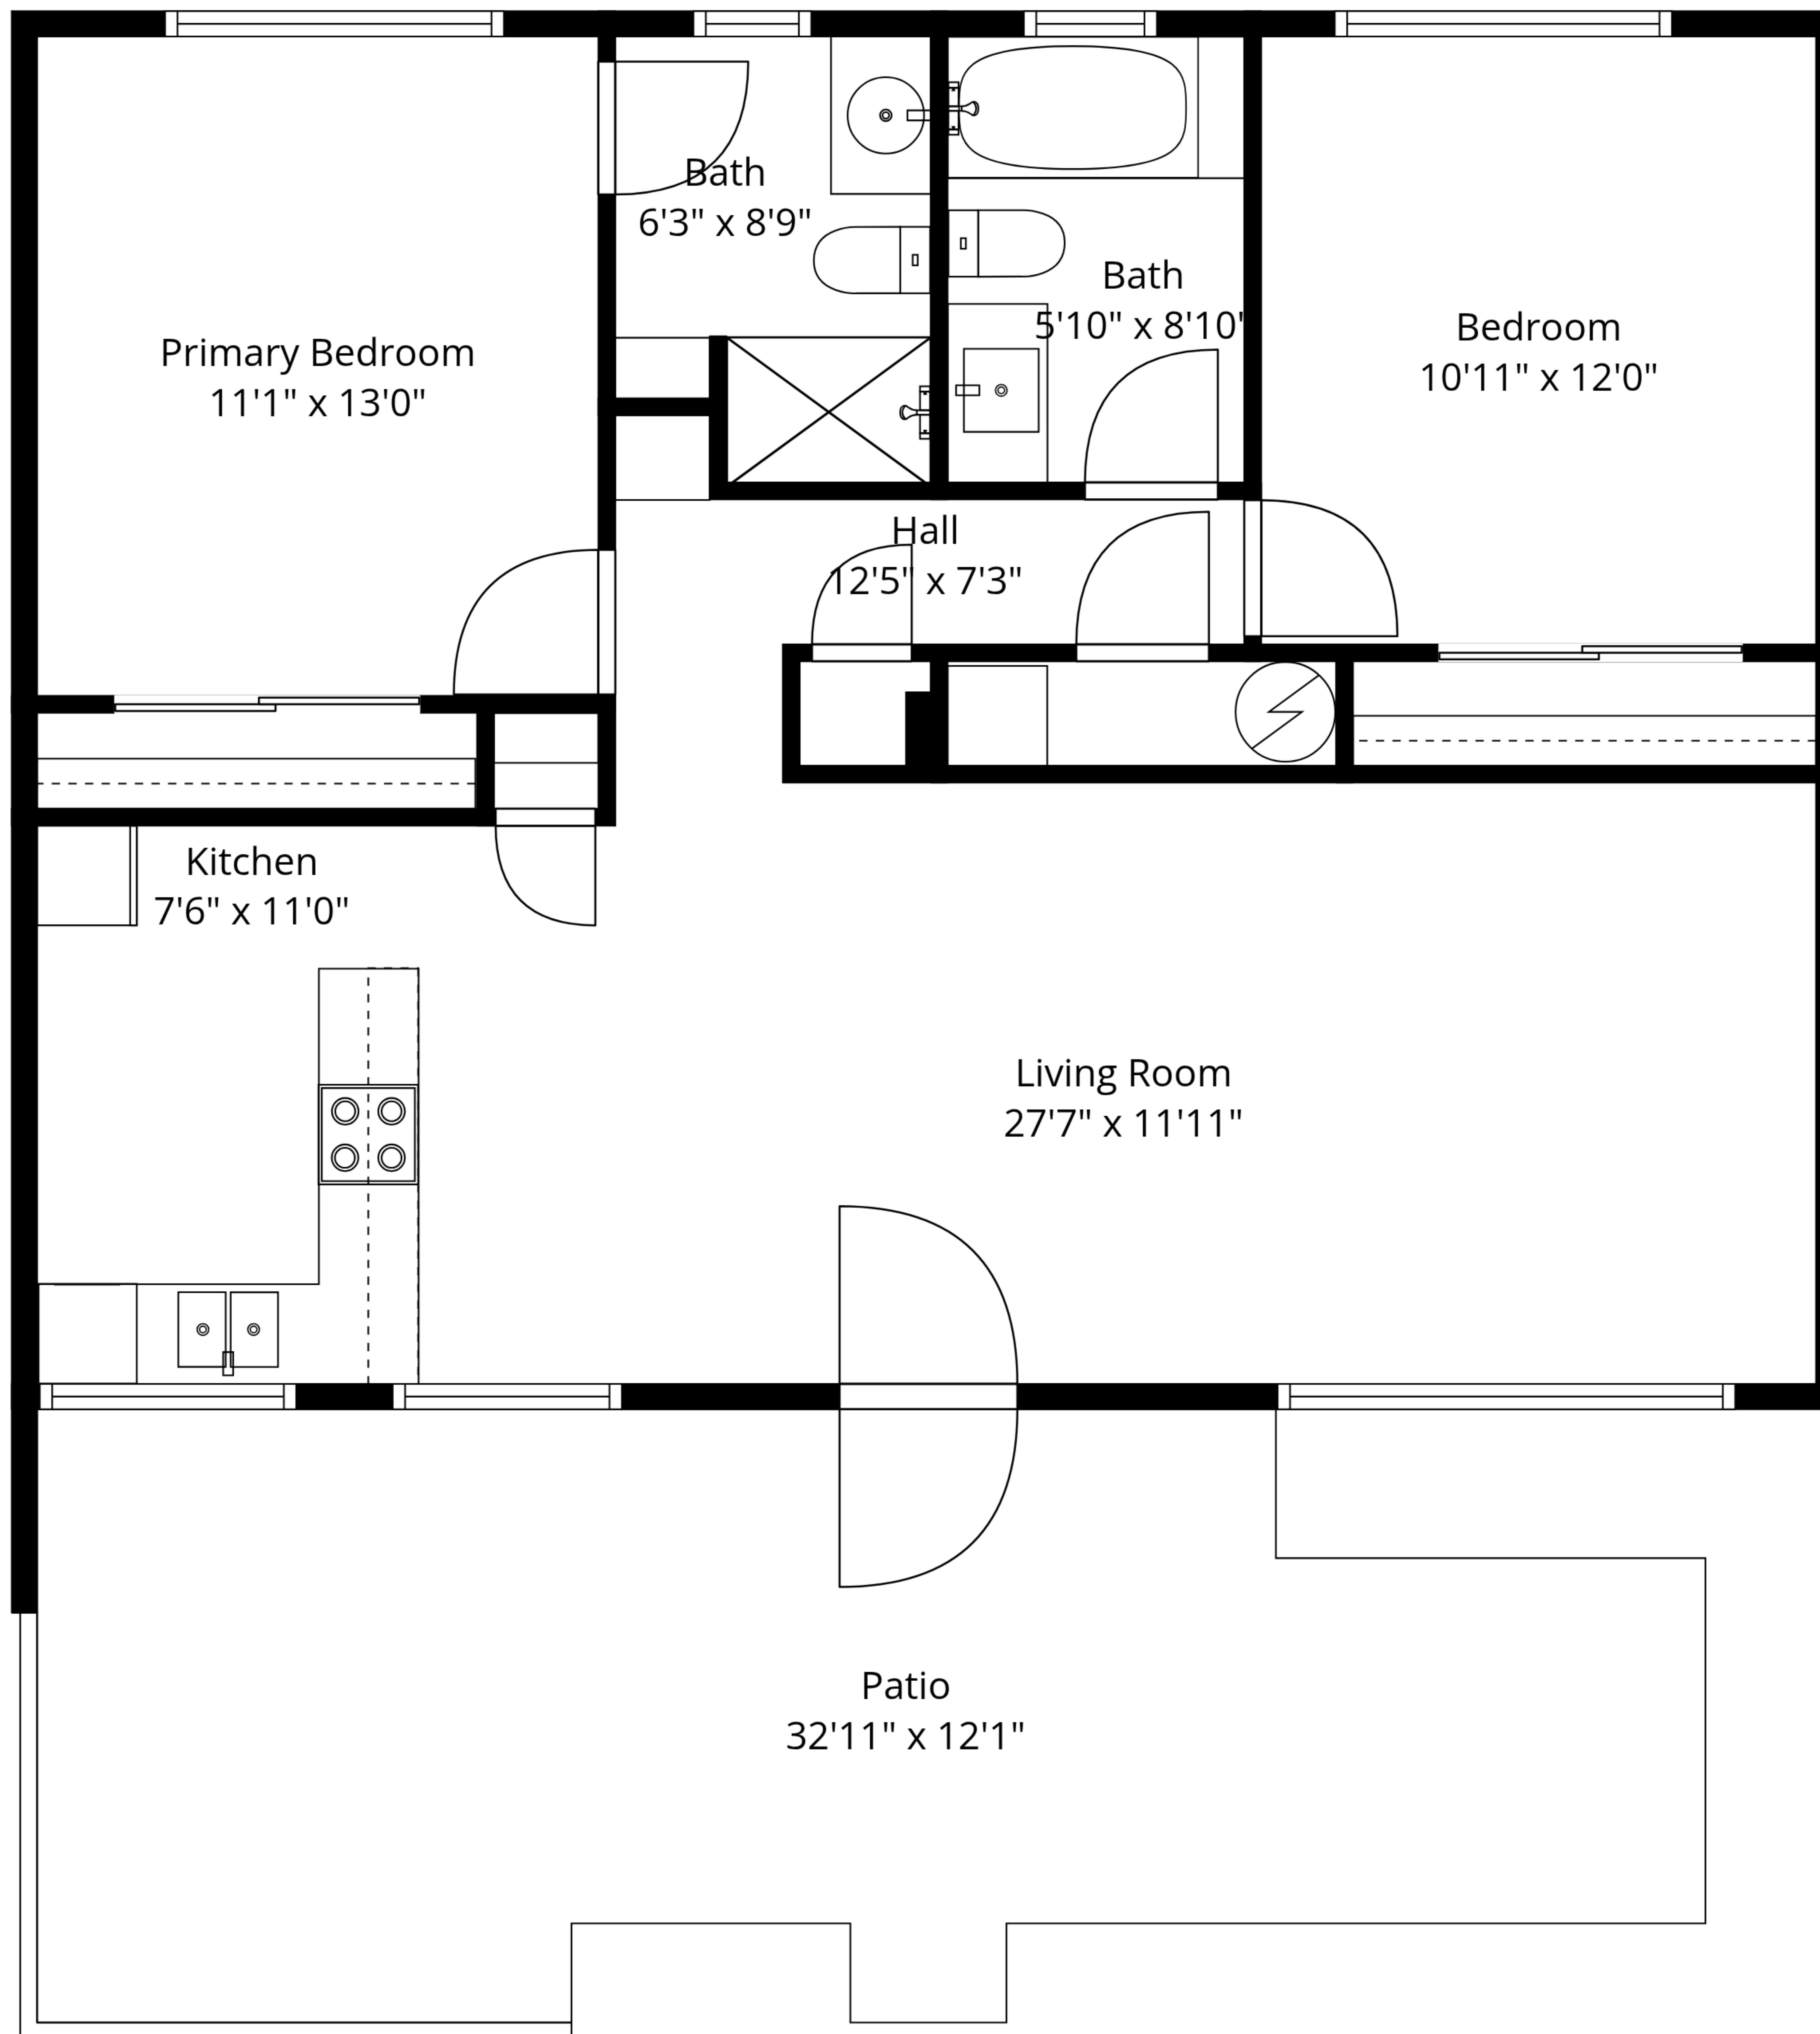 Bath
6'3" x 8'9"
Bath
5'10" x 8'10"
Primary Bedroom
11'1" x 13'0"
Bedroom
10'11" x 12'0"
Hall
12'5" x 7'3"
Kitchen
7'6" x 11'0"
Living Room
27'7" x 11'11"
Patio
32'11" x 12'1"